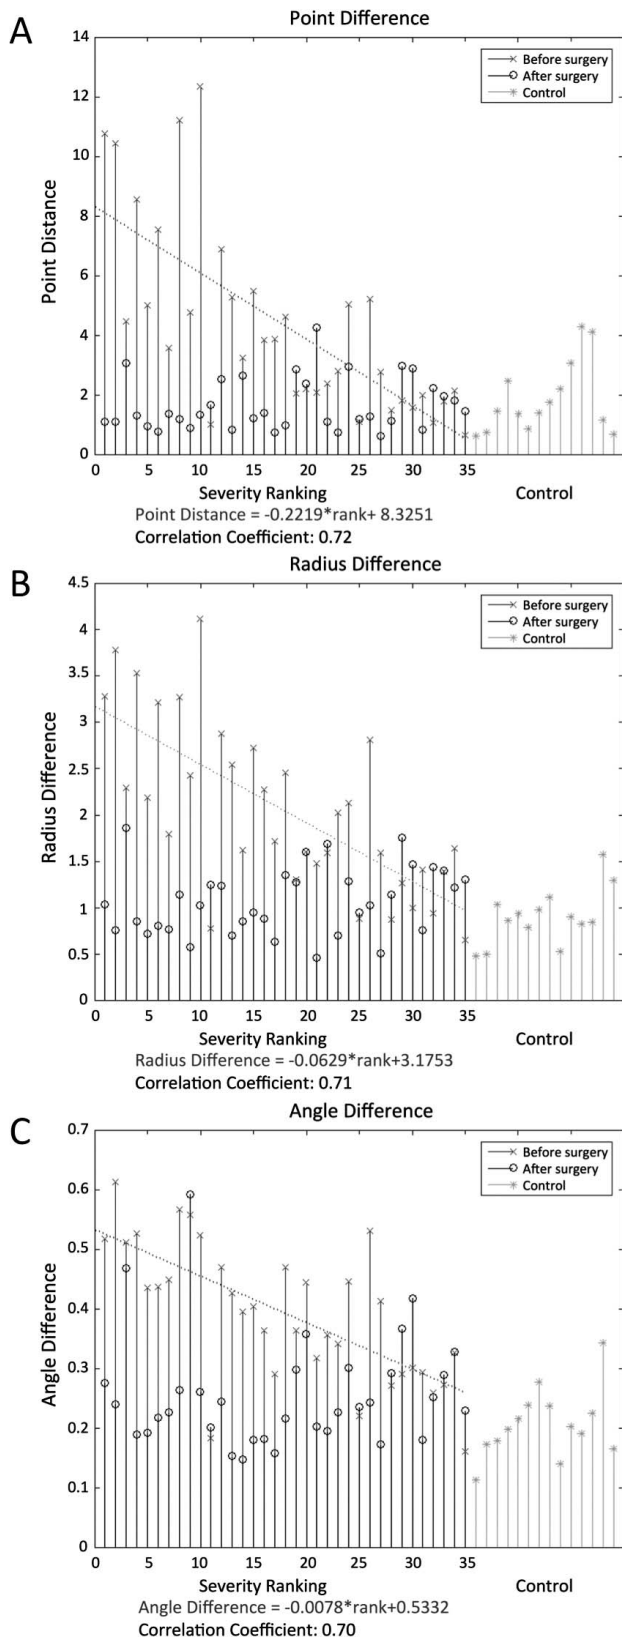 A
Point Difference
14
Before surgery
After surgery
Control
12
10
8
6
4
2
0
Point Distance
0 5 10 15 20 25 30 35
Severity Ranking Control
Point Distance = -0.2219*rank+ 8.3251
Correlation Coefficient: 0.72
B
Radius Difference
4.5
Before surgery
After surgery
Control
4
3.5
3
2.5
2
1.5
1
0.5
0
Radius Difference
0 5 10 15 20 25 30 35
Severity Ranking Control
Radius Difference = -0.0629*rank+3.1753
Correlation Coefficient: 0.71
C
Angle Difference
0.7
Before surgery
After surgery
Control
0.6
0.5
0.4
0.3
0.2
0.1
0
Angle Difference
0 5 10 15 20 25 30 35
Severity Ranking Control
Angle Difference = -0.0078*rank+0.5332
Correlation Coefficient: 0.70